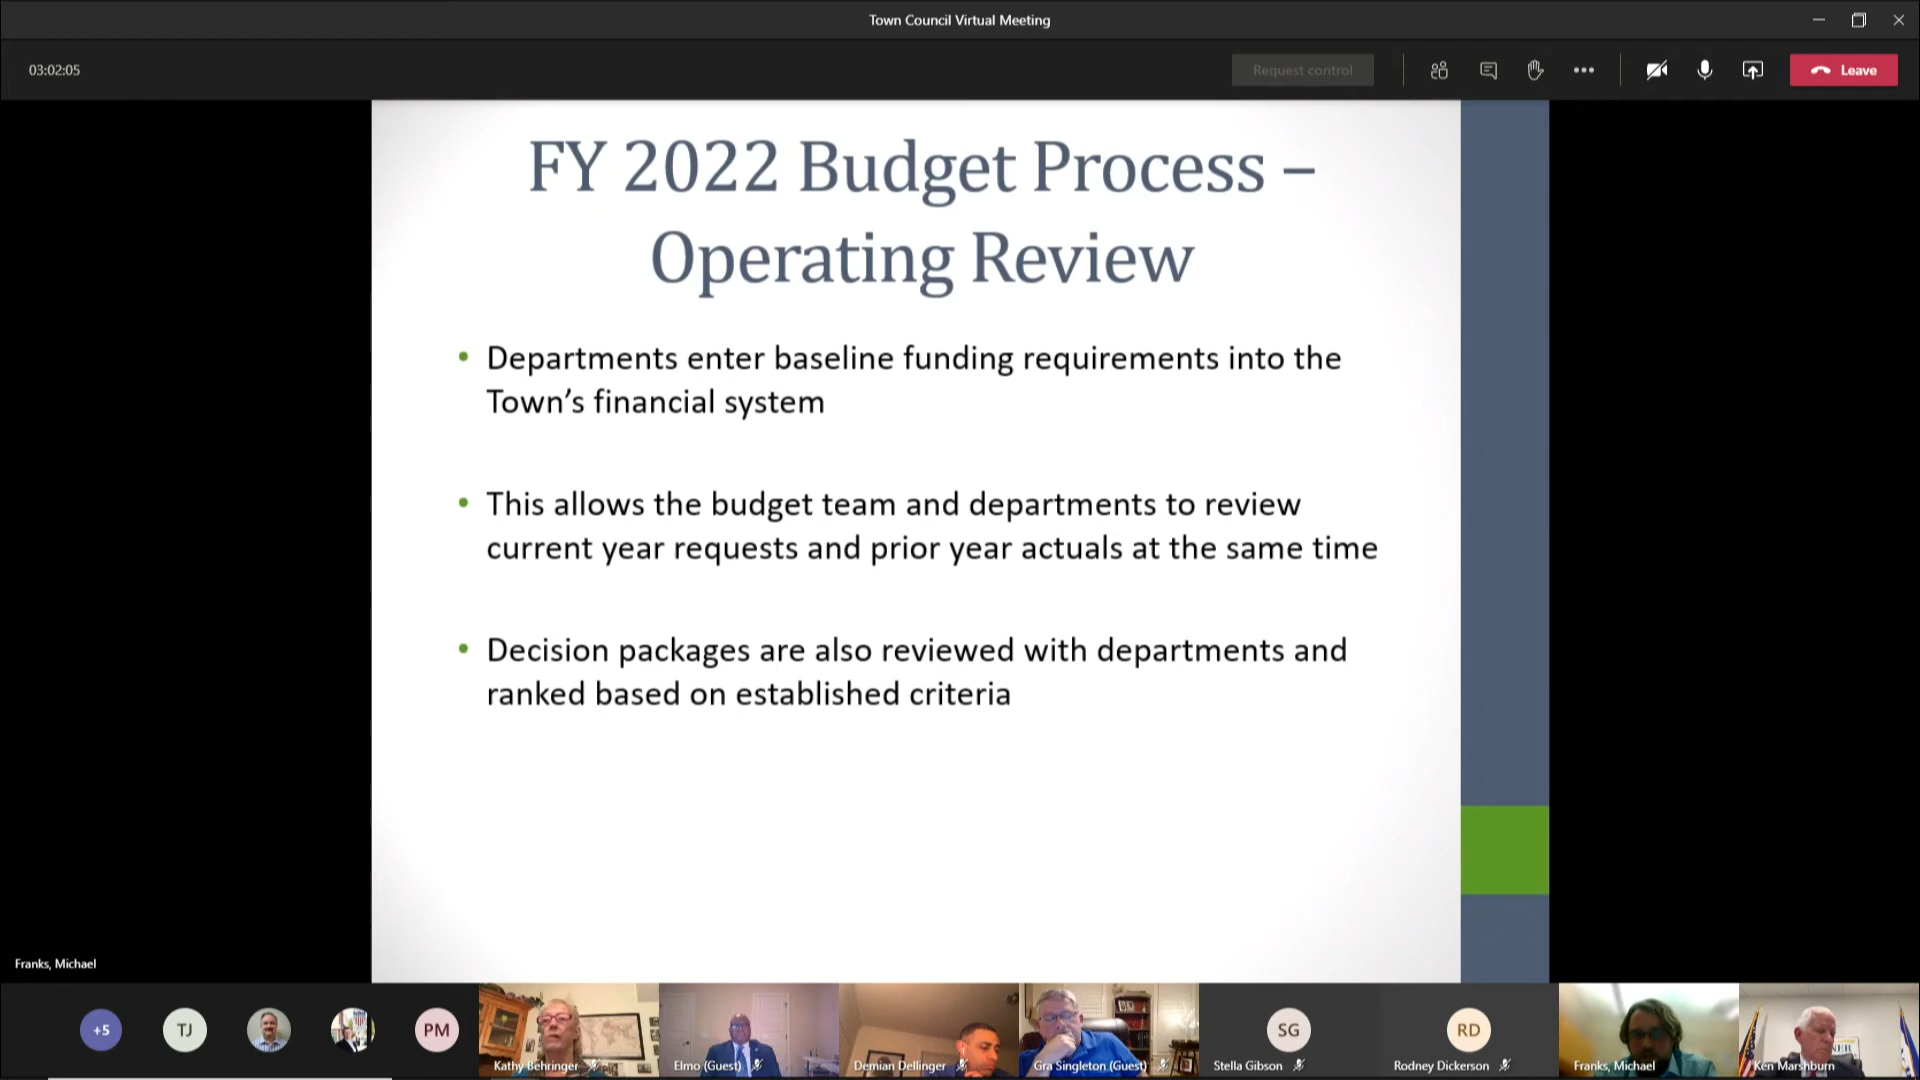 Town Council Virtual Meeting
03:02:05
Request control
Leave
FY 2022 Budget Process –
Operating Review
• Departments enter baseline funding requirements into the
Town’s financial system
• This allows the budget team and departments to review
current year requests and prior year actuals at the same time
• Decision packages are also reviewed with departments and
ranked based on established criteria
Franks, Michael
+5
TJ
PM
SG
RD
Kathy Behringer
Elmo (Guest)
Demian Dellinger
Gra Singleton (Guest)
Stella Gibson
Rodney Dickerson
Franks, Michael
Ken Marshburn